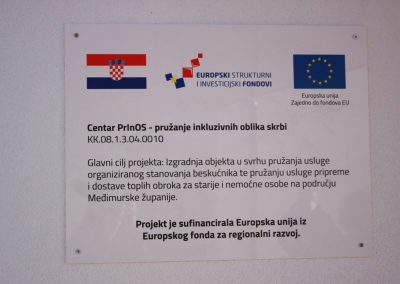 EUROPSKI STRUKTURNI
I INVESTICIJSKI FONDOVI
Europska unija
Zajedno do fondova EU
Centar PrInOS - pružanje inkluzivnih oblika skrbi
KK.08.1.3.04.0010
Glavni cilj projekta: Izgradnja objekta u svrhu pružanja usluge
organiziranog stanovanja beskućnika te pružanju usluge pripreme
i dostave toplih obroka za starije i nemoćne osobe na području
Međimurske županije.
Projekt je sufinancirala Europska unija iz
Europskog fonda za regionalni razvoj.